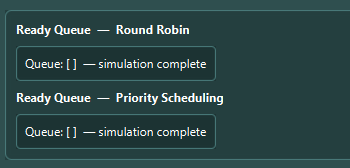 Ready Queue — Round Robin
Queue: [ ] — simulation complete
Ready Queue — Priority Scheduling
Queue: [ ] — simulation complete